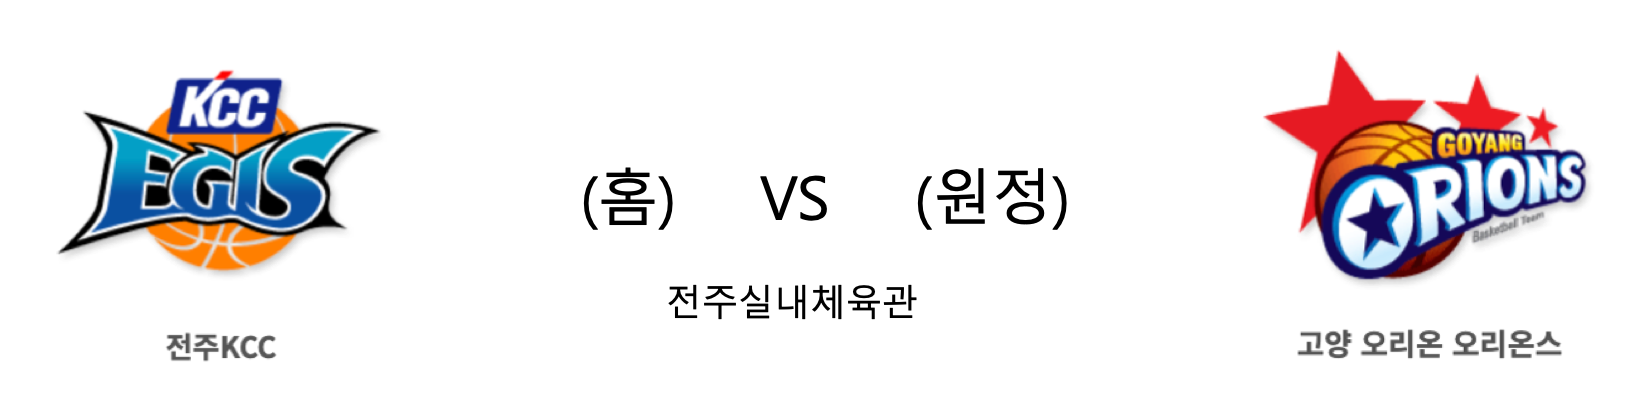 KCC
EGIS
전주KCC
(홈) VS (원정)
전주실내체육관
GOYANG
ORIONS
Basketball Team
고양 오리온 오리온스